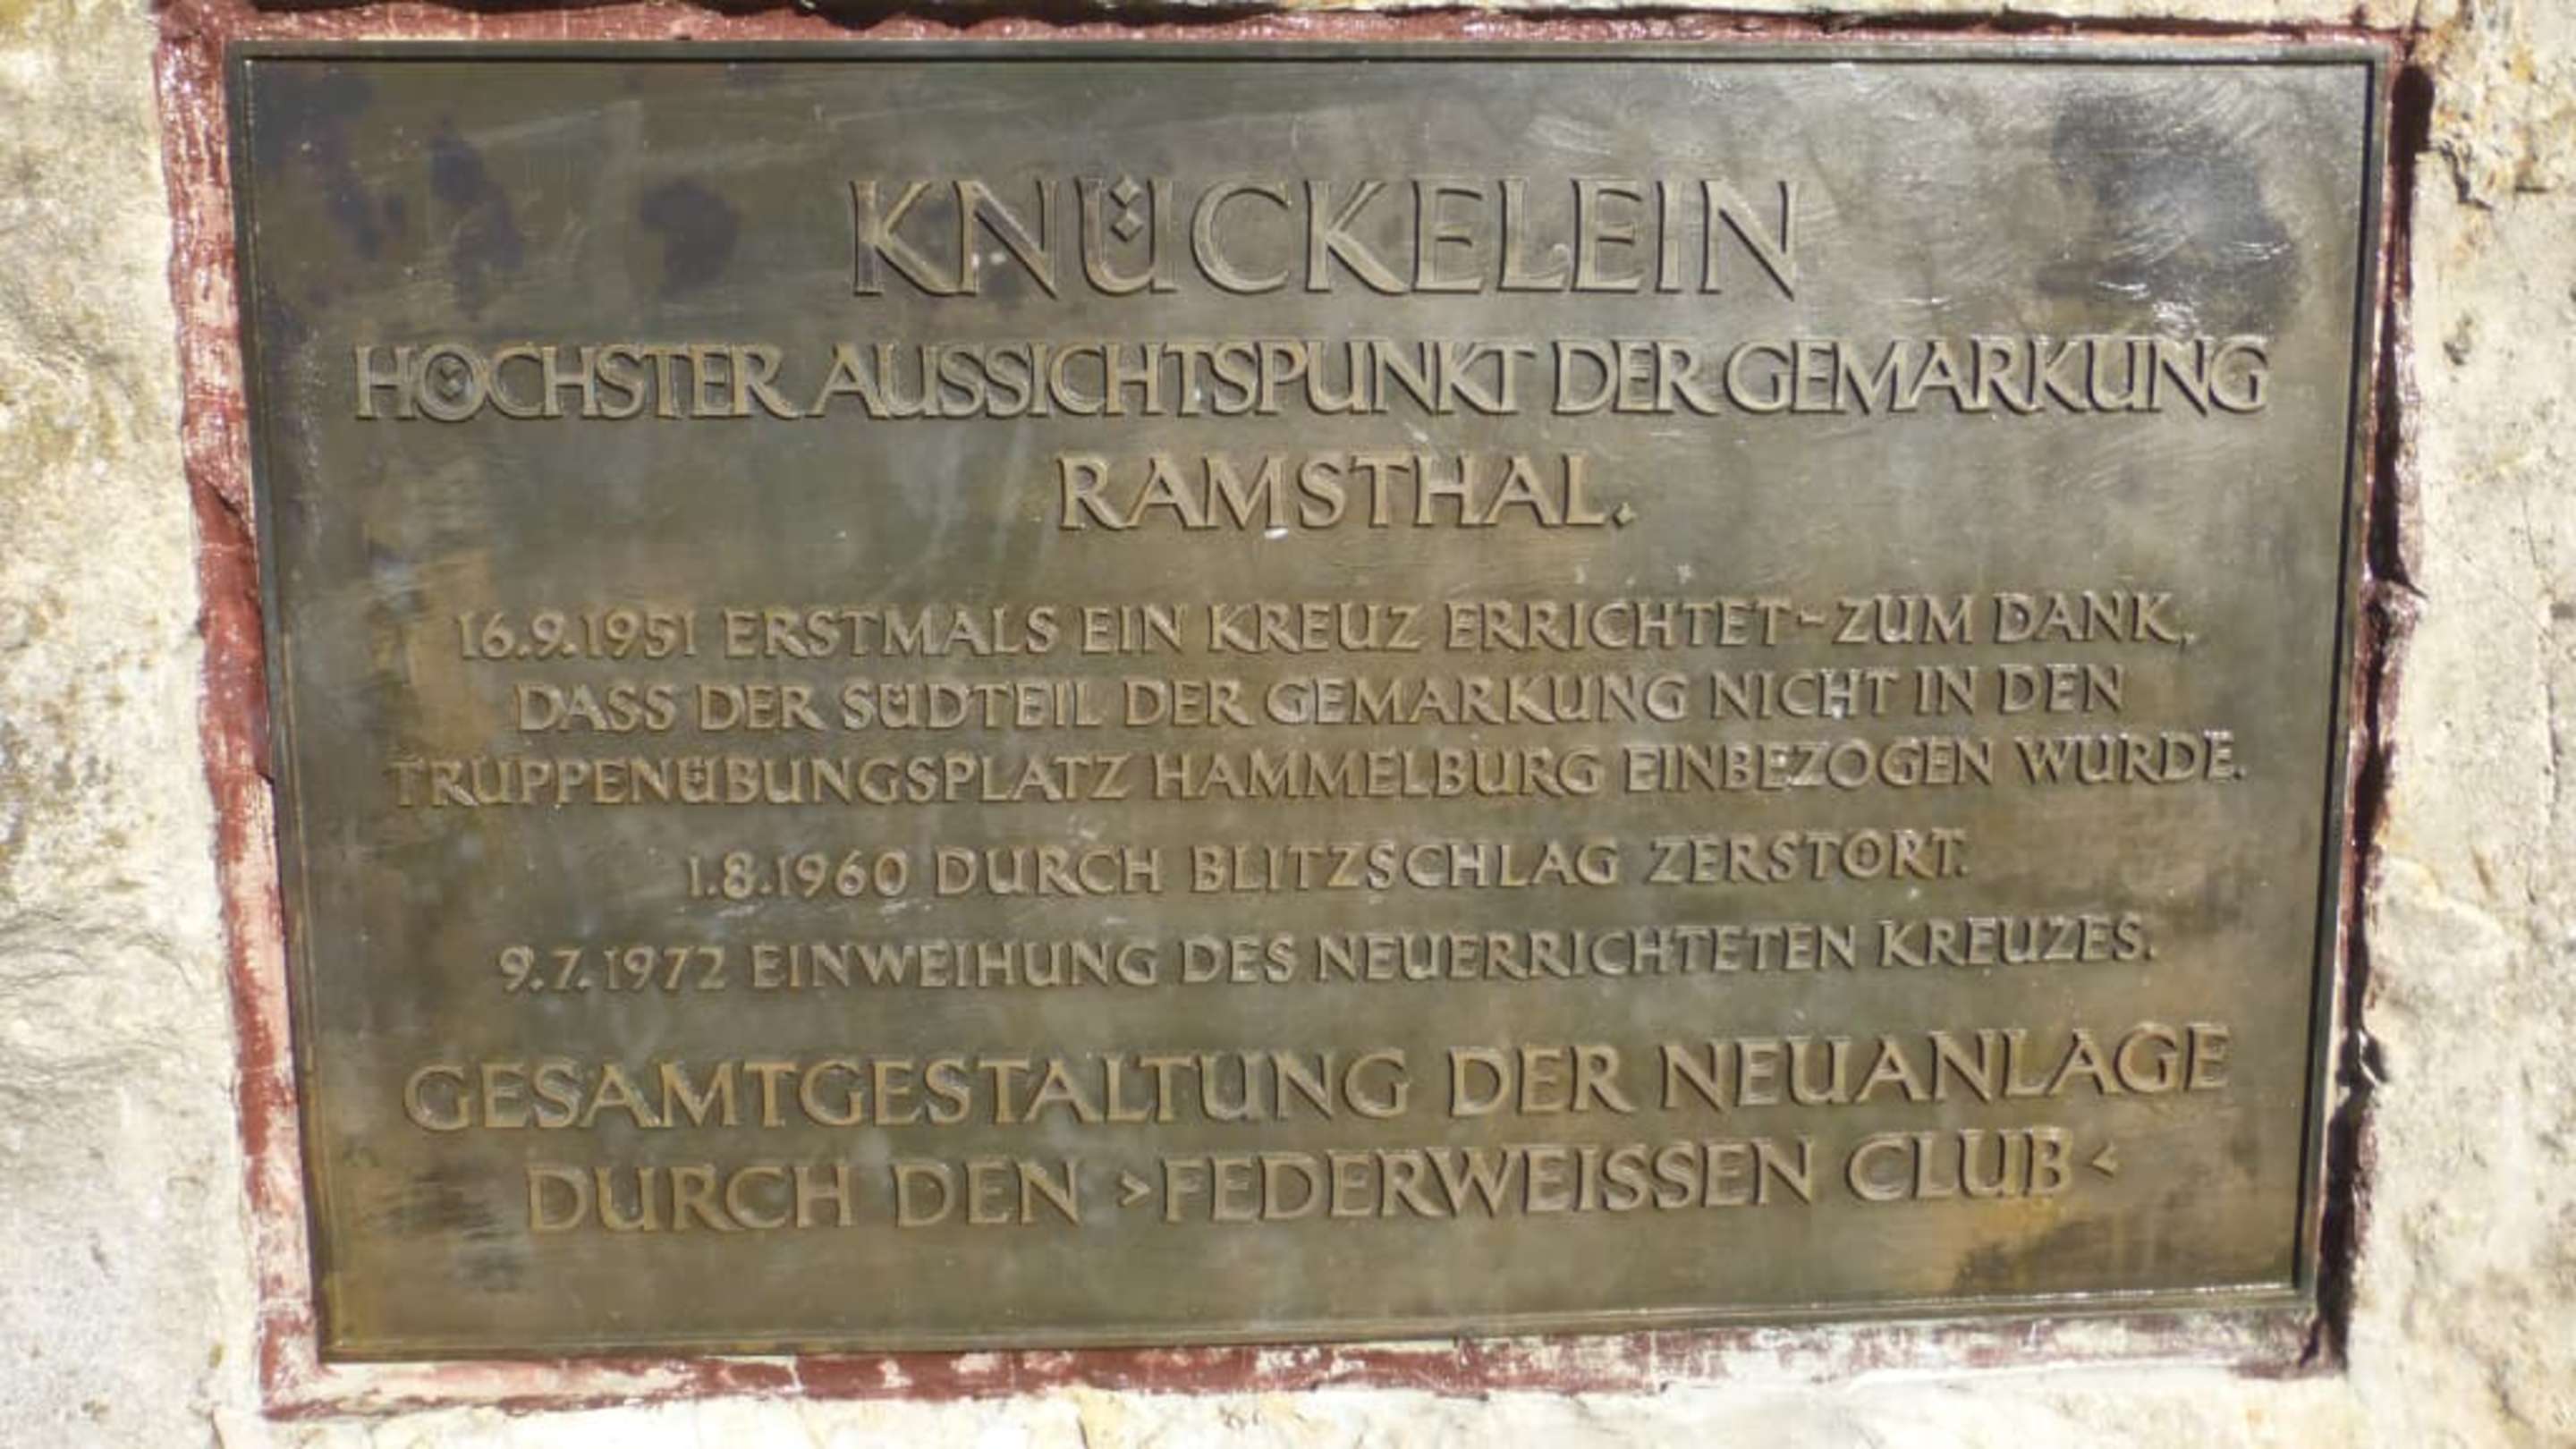 KNÜCKELEIN
HÖCHSTER AUSSICHTSPUNKT DER GEMARKUNG
RAMSTHAL.
16.9.1951 ERSTMALS EIN KREUZ ERRICHTET - ZUM DANK,
DASS DER SÜDTEIL DER GEMARKUNG NICHT IN DEN
TRUPPENÜBUNGSPLATZ HAMMELBURG EINBEZOGEN WURDE.
1.8.1960 DURCH BLITZSCHLAG ZERSTÖRT.
9.7.1972 EINWEIHUNG DES NEUERRICHTETEN KREUZES.
GESAMTGESTALTUNG DER NEUANLAGE
DURCH DEN >FEDERWEISSEN CLUB<